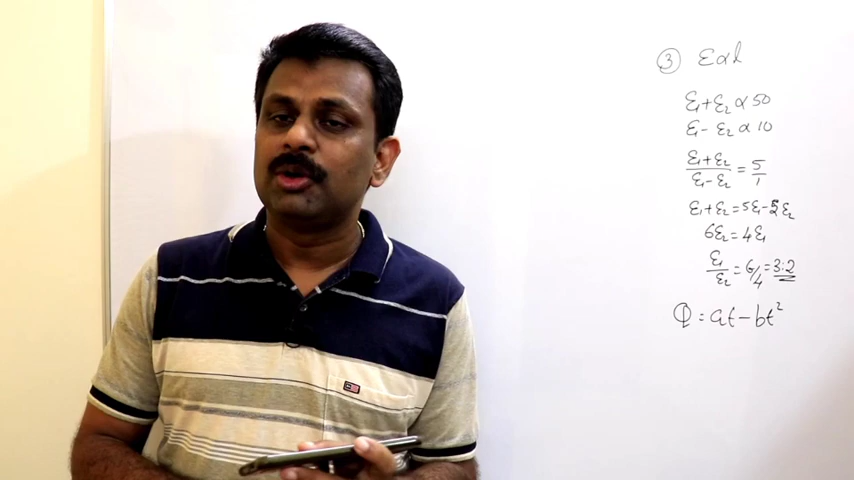 ③ ε α l
ε₁+ε₂ α 50
ε₁-ε₂ α 10
ε₁+ε₂/ε₁-ε₂ = 5/1
ε₁+ε₂=5ε₁-5ε₂
6ε₂=4ε₁
ε₁/ε₂=6/4=3:2
Q=at-bt²